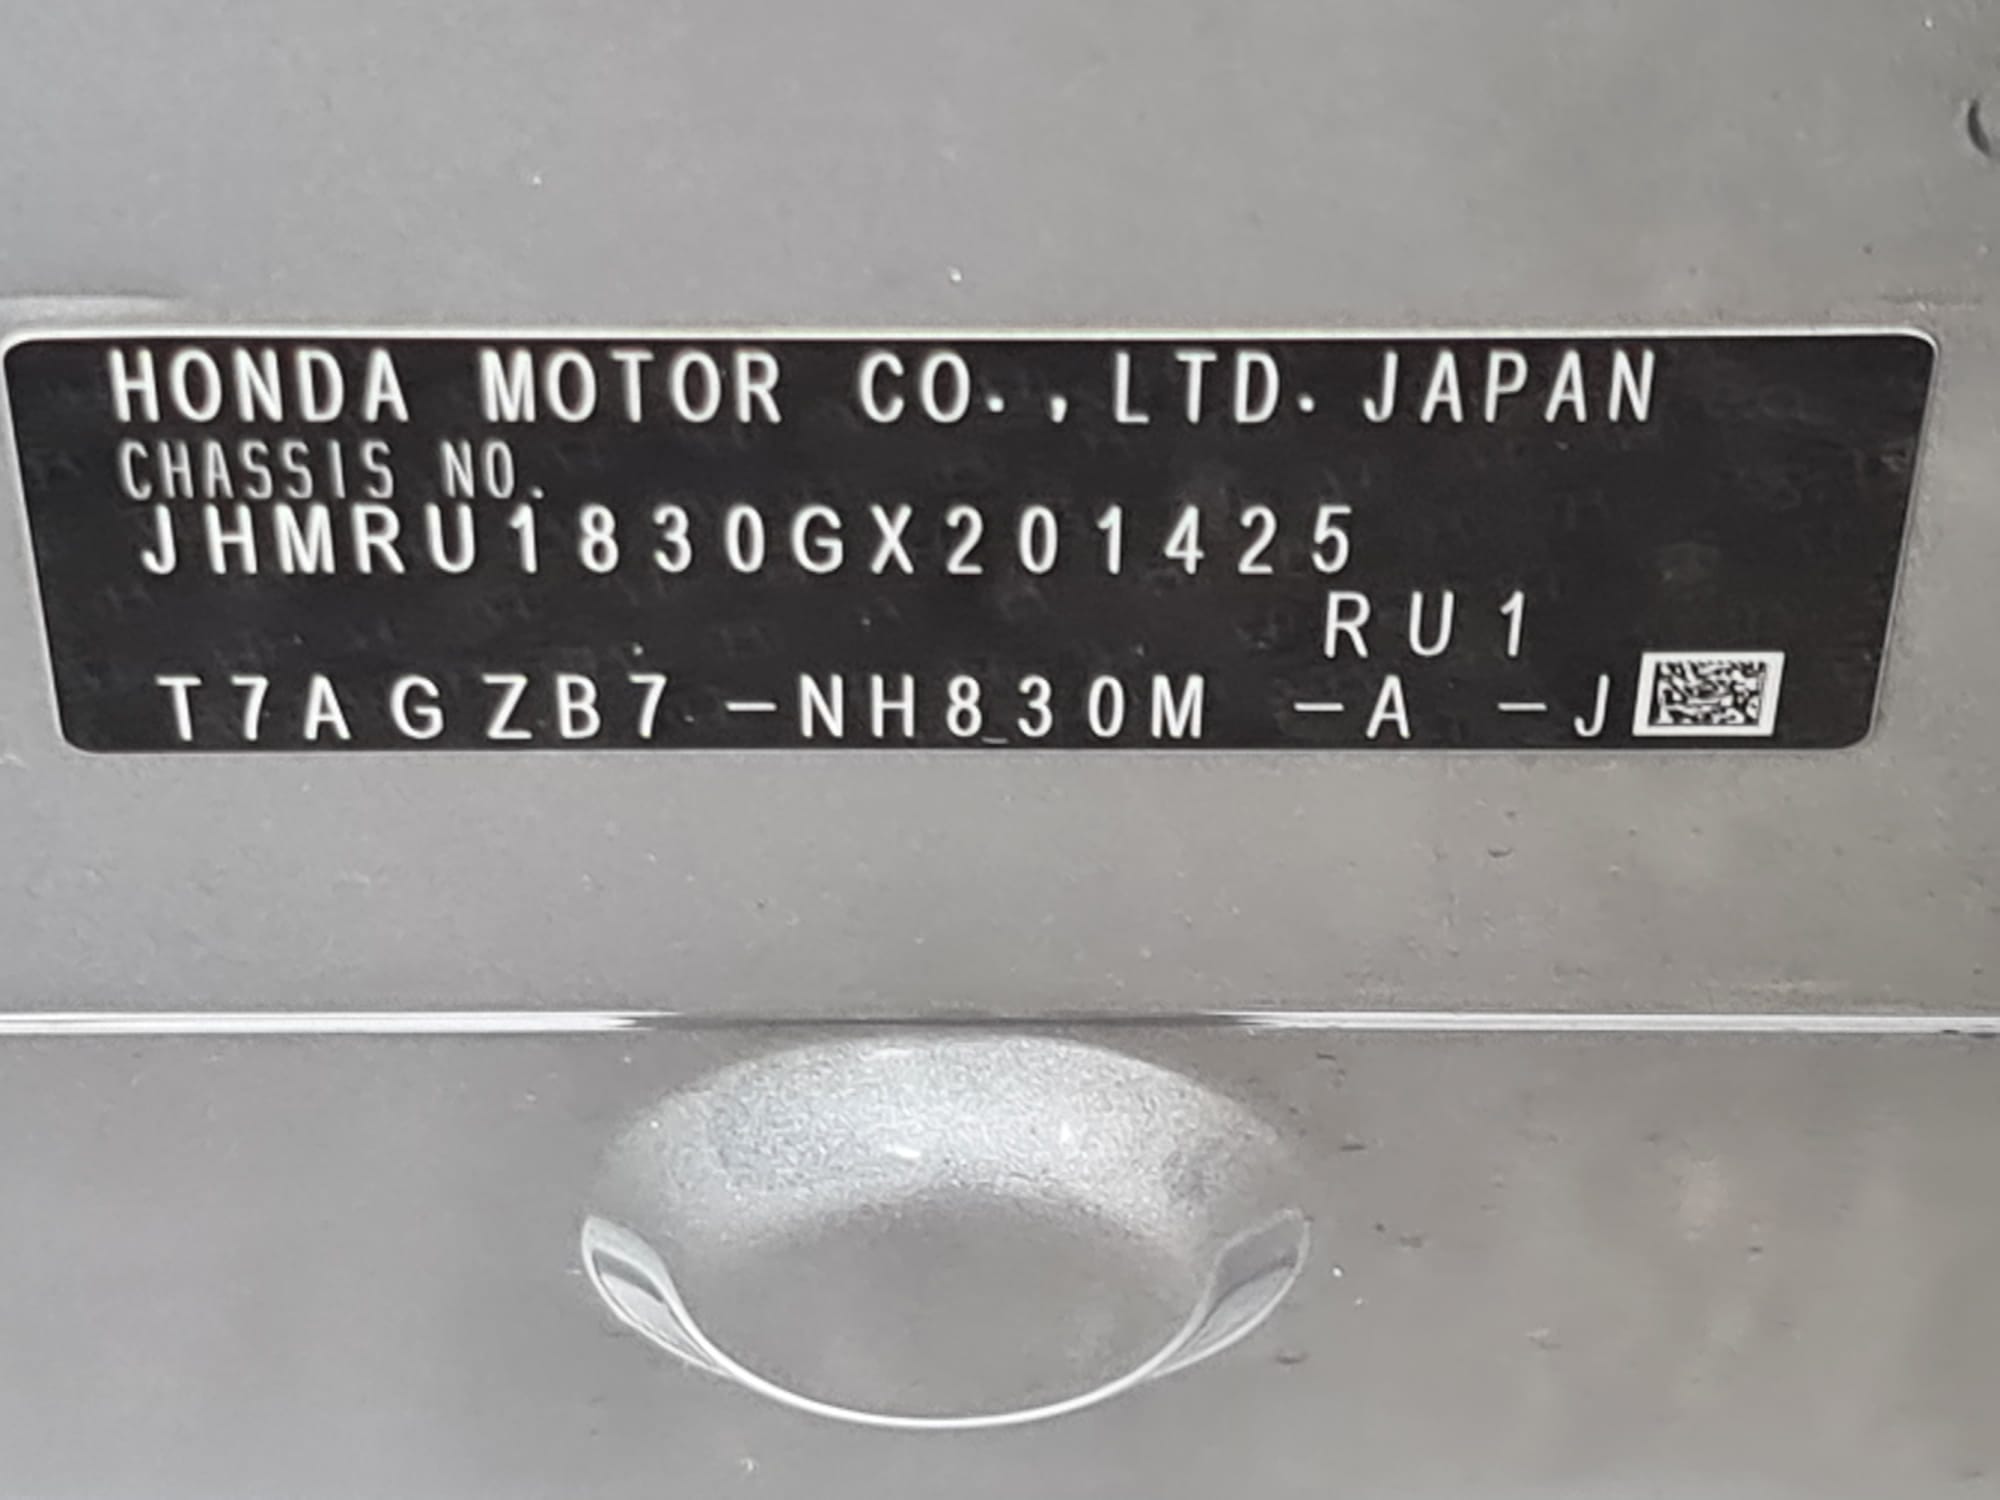 HONDA MOTOR CO.,LTD. JAPAN
CHASSIS NO.
JHMRU1830GX201425
RU1
T7AGZB7-NH830M -A -J